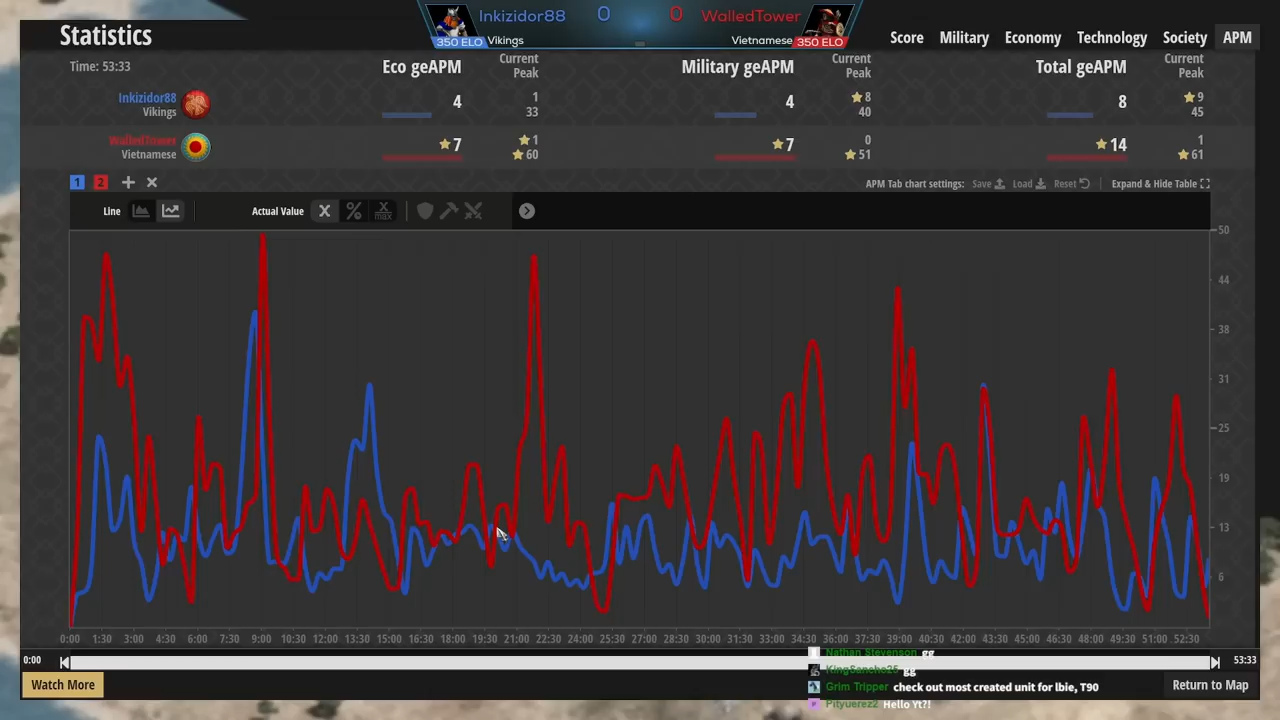 Inkizidor88 0 0 WalledTower
350 ELO Vikings Vietnamese 350 ELO
Statistics
Score Military Economy Technology Society APM
Time: 53:33
Eco geAPM Current Peak Military geAPM Current Peak Total geAPM Current Peak
Inkizidor88 Vikings 4 1 33 4 8 40 8 9 45
WalledTower Vietnamese 7 1 60 7 0 51 14 1 61
1 2
APM Tab chart settings: Save Load Reset Expand & Hide Table
Line Actual Value X % X max
50
44
38
31
25
19
13
6
0:00 1:30 3:00 4:30 6:00 7:30 9:00 10:30 12:00 13:30 15:00 16:30 18:00 19:30 21:00 22:30 24:00 25:30 27:00 28:30 30:00 31:30 33:00 34:30 36:00 37:30 39:00 40:30 42:00 43:30 45:00 46:30 48:00 49:30 51:00 52:30
0:00 53:33
Nathan Stevenson gg
KingSancho25 gg
Grim Tripper check out most created unit for lbie, T90
Pityuerez2 Hello Yt?!
Watch More
Return to Map